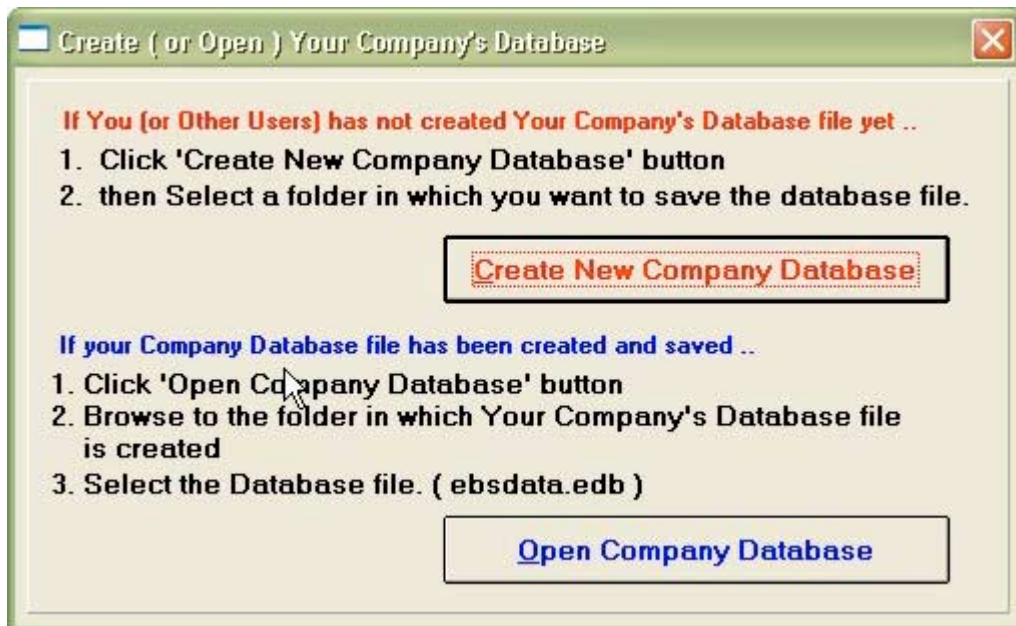 Create ( or Open ) Your Company's Database
If You (or Other Users) has not created Your Company's Database file yet ..
1. Click 'Create New Company Database' button
2. then Select a folder in which you want to save the database file.
Create New Company Database
If your Company Database file has been created and saved ..
1. Click 'Open Company Database' button
2. Browse to the folder in which Your Company's Database file
is created
3. Select the Database file. ( ebsdata.edb )
Open Company Database